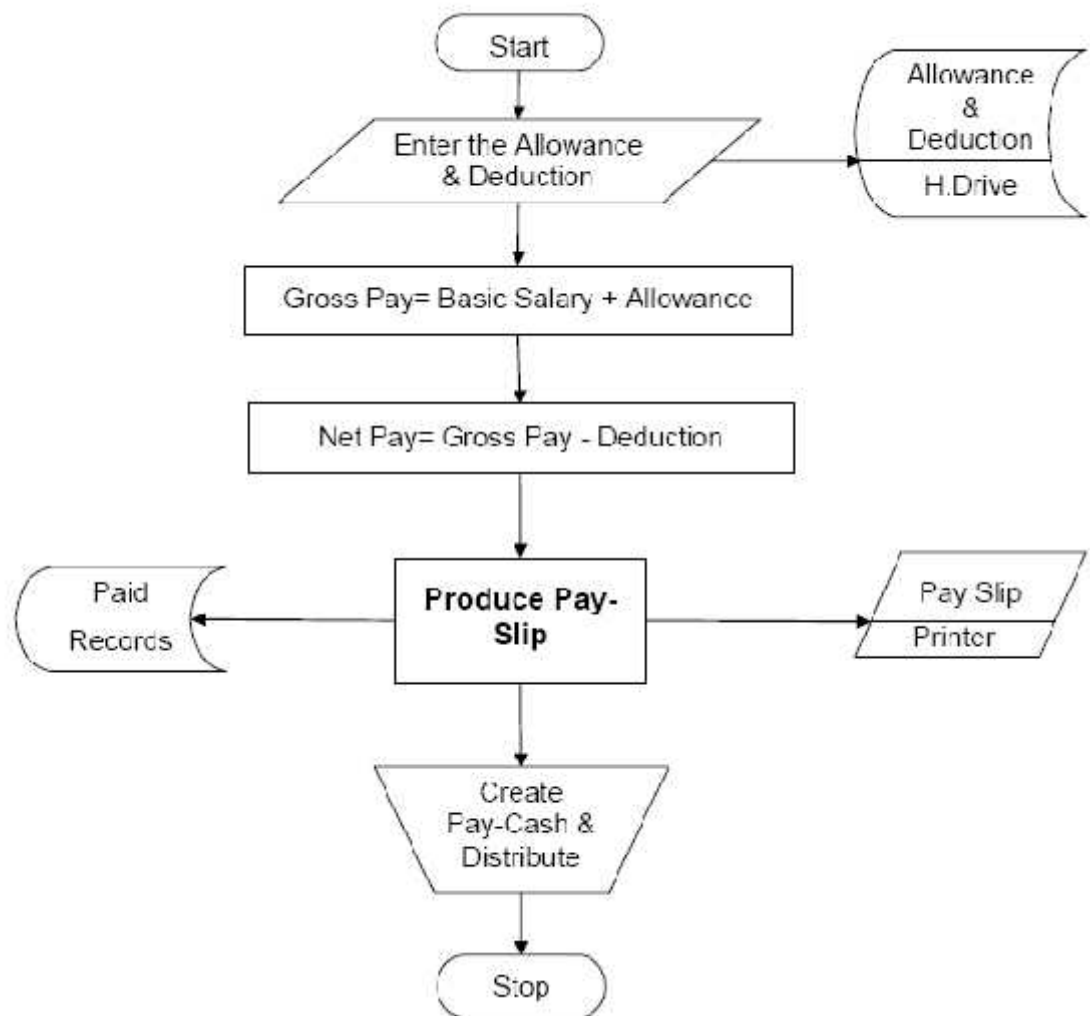 Start
Enter the Allowance
& Deduction
Allowance
&
Deduction
H.Drive
Gross Pay= Basic Salary + Allowance
Net Pay= Gross Pay - Deduction
Paid
Records
Produce Pay-
Slip
Pay Slip
Printer
Create
Pay-Cash &
Distribute
Stop